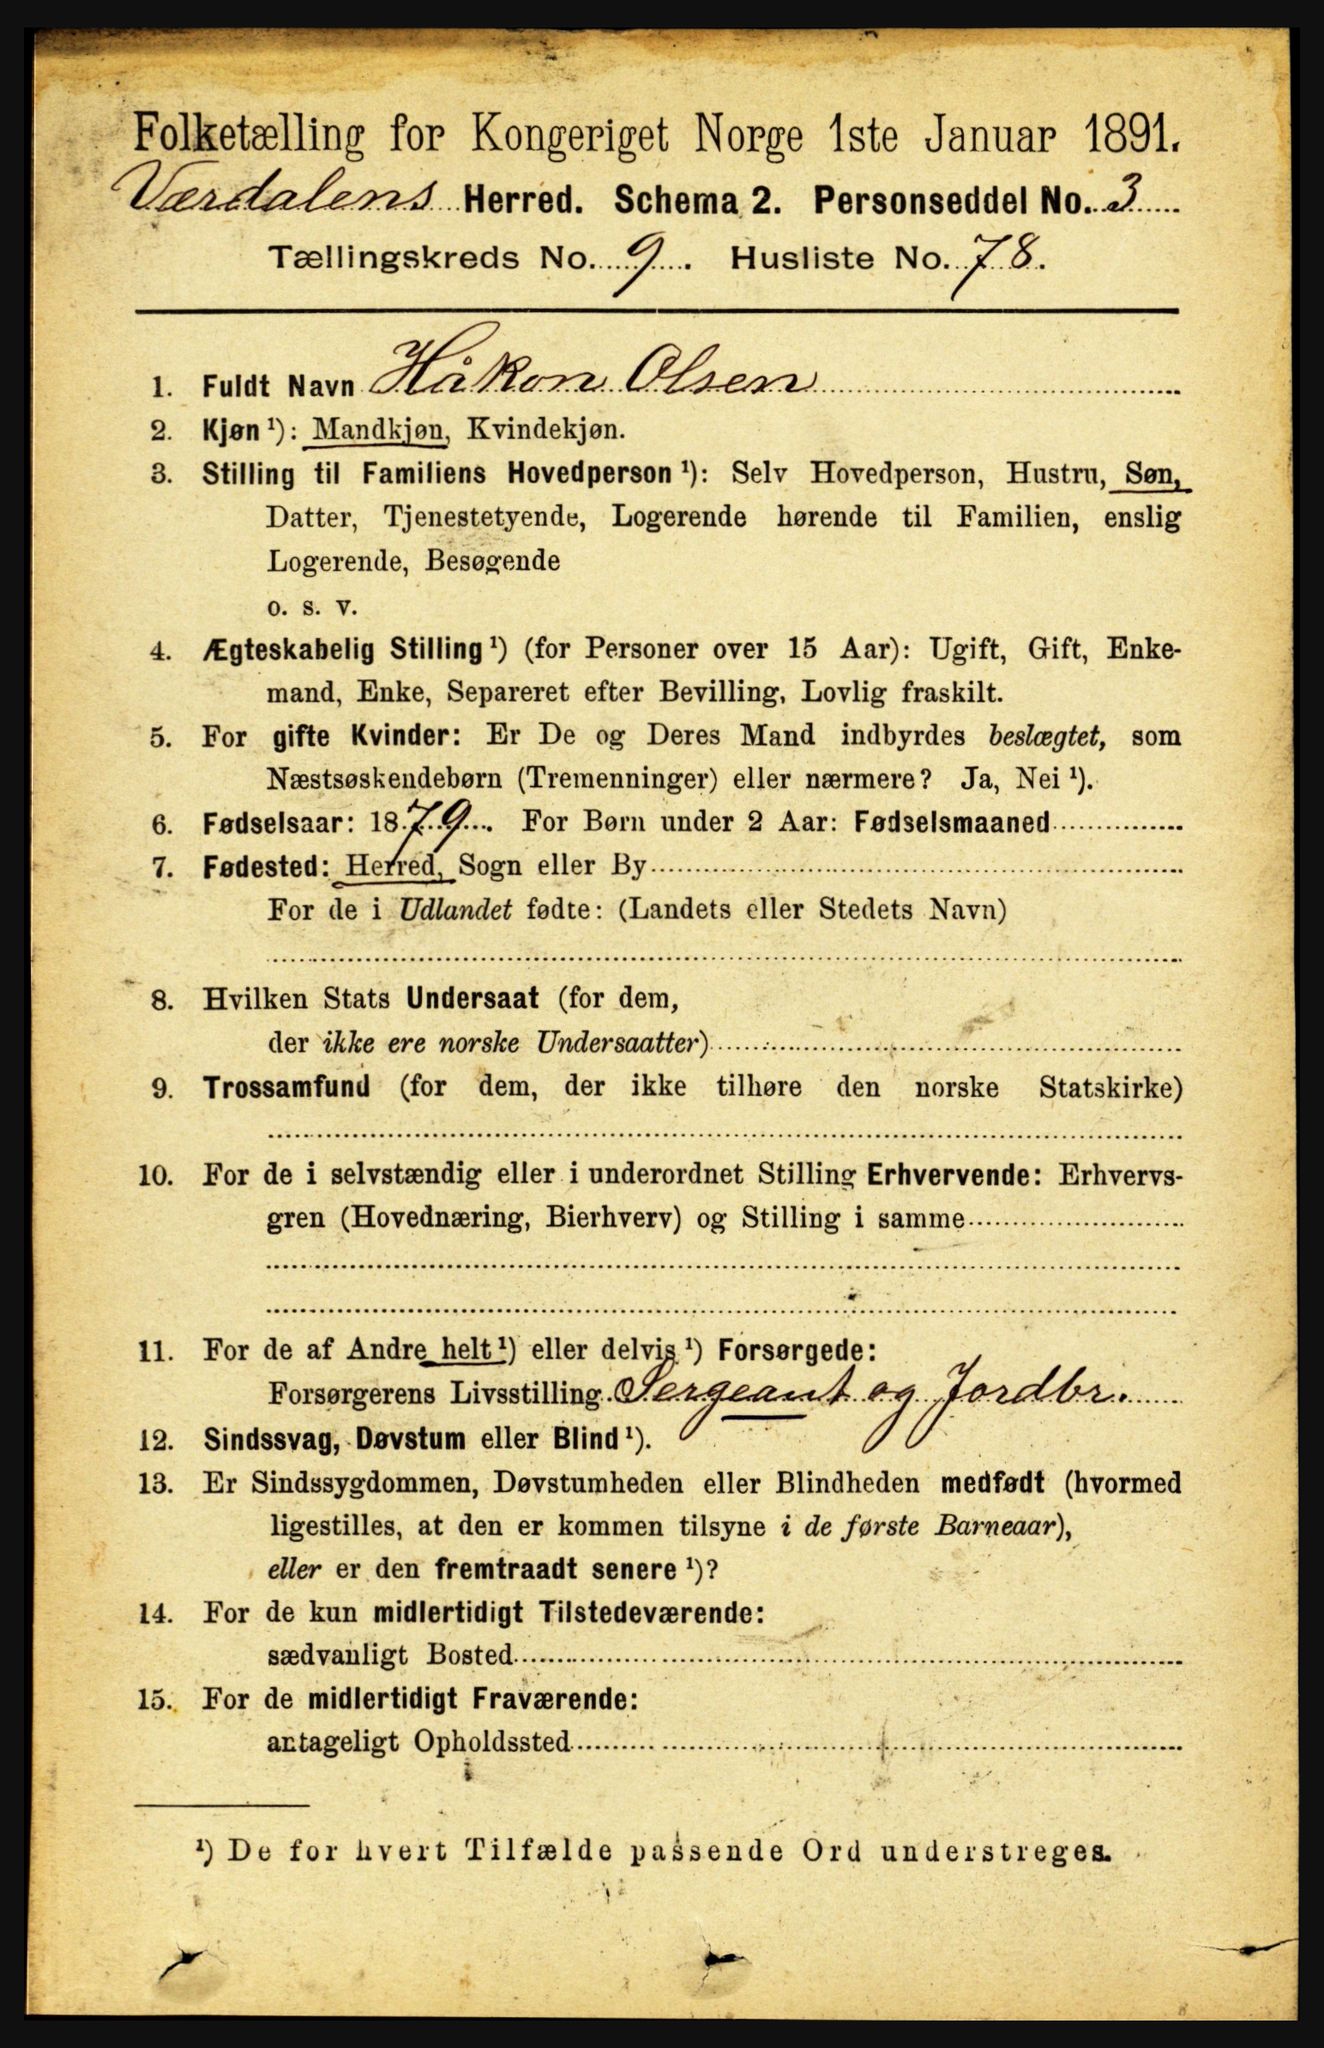 Folketælling for Kongeriget Norge 1ste Januar 1891.
Værdalens Herred. Schema 2. Personseddel No. 3
Tællingskreds No. 9. Husliste No. 78.
1. Fuldt Navn Håkon Olsen
2. Kjøn ¹): Mandkjøn, Kvindekjøn.
3. Stilling til Familiens Hovedperson ¹): Selv Hovedperson, Hustru, Søn,
Datter, Tjenestetyende, Logerende hørende til Familien, enslig
Logerende, Besøgende
o. s. v.
4. Ægteskabelig Stilling ¹) (for Personer over 15 Aar): Ugift, Gift, Enke-
mand, Enke, Separeret efter Bevilling, Lovlig fraskilt.
5. For gifte Kvinder: Er De og Deres Mand indbyrdes beslægtet, som
Næstsøskendebørn (Tremenninger) eller nærmere? Ja, Nei ¹).
6. Fødselsaar: 1879. For Børn under 2 Aar: Fødselsmaaned
7. Fødested: Herred, Sogn eller By
For de i Udlandet fødte: (Landets eller Stedets Navn)
8. Hvilken Stats Undersaat (for dem,
der ikke ere norske Undersaatter)
9. Trossamfund (for dem, der ikke tilhøre den norske Statskirke)
10. For de i selvstændig eller i underordnet Stilling Erhvervende: Erhvervs-
gren (Hovednæring, Bierhverv) og Stilling i samme
11. For de af Andre helt ¹) eller delvis ¹) Forsørgede:
Forsørgerens Livsstilling Sergeant og Jordbr.
12. Sindssvag, Døvstum eller Blind ¹).
13. Er Sindssygdommen, Døvstumheden eller Blindheden medfødt (hvormed
ligestilles, at den er kommen tilsyne i de første Barneaar),
eller er den fremtraadt senere ¹)?
14. For de kun midlertidigt Tilstedeværende:
sædvanligt Bosted
15. For de midlertidigt Fraværende:
antageligt Opholdssted
¹) De for hvert Tilfælde passende Ord understreges.